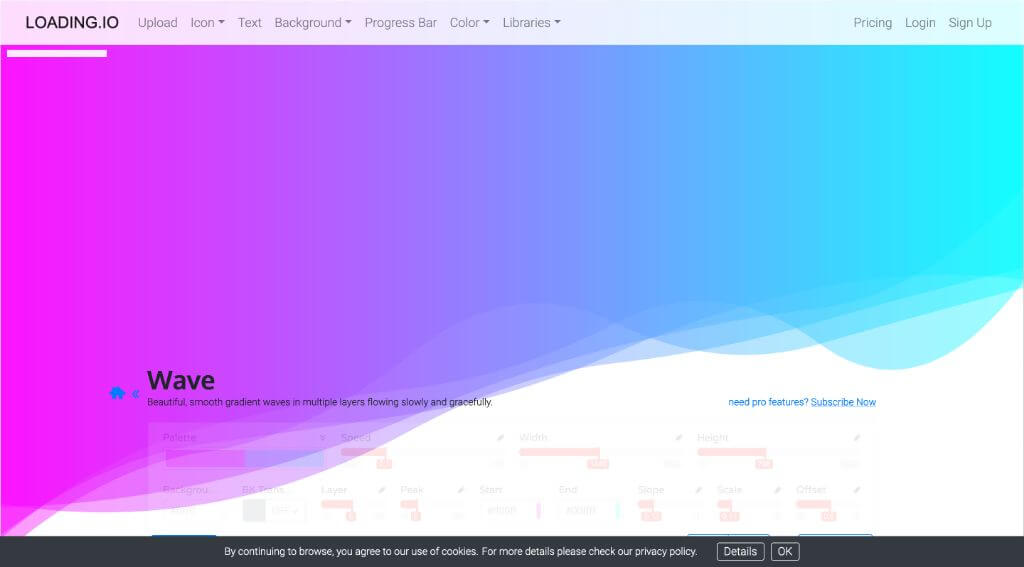 LOADING.IO Upload Icon Text Background Progress Bar Color Libraries Pricing Login Sign Up
Wave
Beautiful, smooth gradient waves in multiple layers flowing slowly and gracefully.
need pro features? Subscribe Now
Palette Speed Width Height
Backgrou BK Trans. Layer Peak Start End Slope Scale Offset
OFF
By continuing to browse, you agree to our use of cookies. For more details please check our privacy policy. Details OK